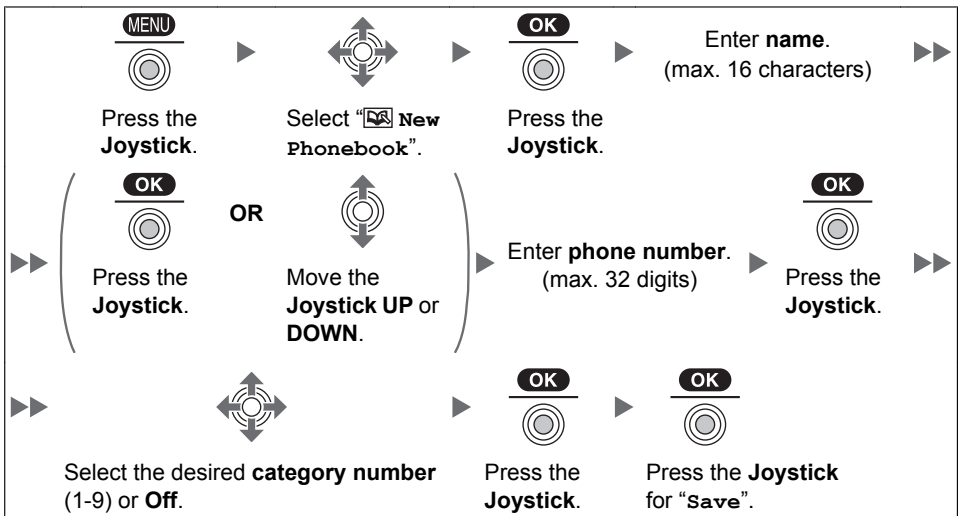 MENU
Press the
Joystick.
Select “ New
Phonebook”.
OK
Press the
Joystick.
Enter name.
(max. 16 characters)
OK
Press the
Joystick.
OR
Move the
Joystick UP or
DOWN.
Enter phone number.
(max. 32 digits)
OK
Press the
Joystick.
Select the desired category number
(1-9) or Off.
OK
Press the
Joystick.
OK
Press the Joystick
for “Save”.